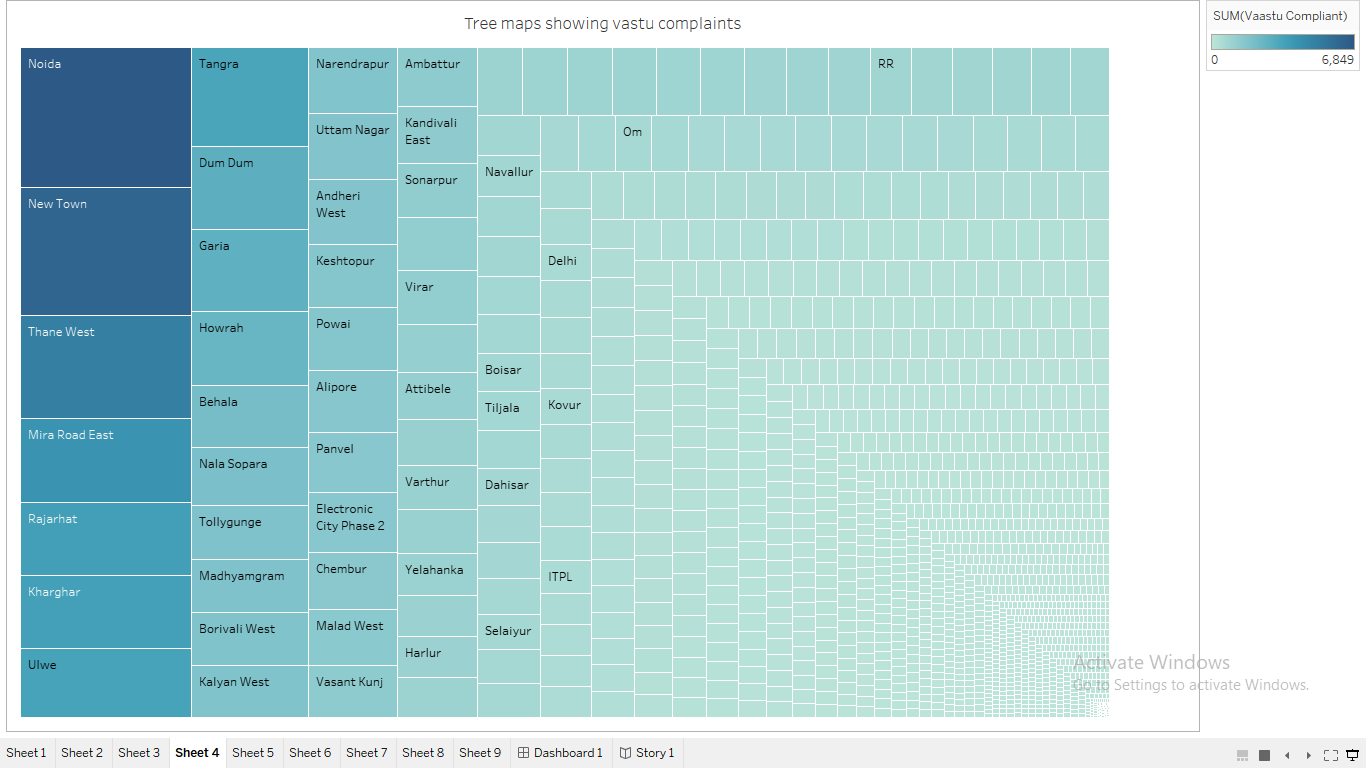 Tree maps showing vastu complaints
SUM(Vaastu Compliant)
0 6,849
Noida
New Town
Thane West
Mira Road East
Rajarhat
Kharghar
Ulwe
Tangra
Dum Dum
Garia
Howrah
Behala
Nala Sopara
Tollygunge
Madhyamgram
Borivali West
Kalyan West
Narendrapur
Uttam Nagar
Andheri
West
Keshtopur
Powai
Alipore
Panvel
Electronic
City Phase 2
Chembur
Malad West
Vasant Kunj
Ambattur
Kandivali
East
Sonarpur
Virar
Attibele
Varthur
Yelahanka
Harlur
Navallur
Boisar
Tiljala
Dahisar
Selaiyur
Delhi
Kovur
ITPL
Om
RR
Activate Windows
Go to Settings to activate Windows.
Sheet 1 Sheet 2 Sheet 3 Sheet 4 Sheet 5 Sheet 6 Sheet 7 Sheet 8 Sheet 9 Dashboard 1 Story 1